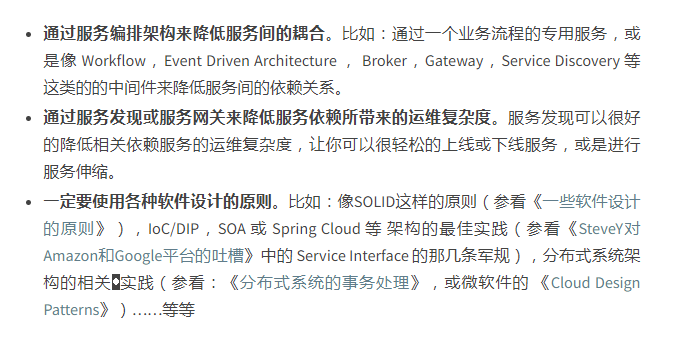 • 通过服务编排架构来降低服务间的耦合。比如：通过一个业务流程的专用服务，或
是像 Workflow，Event Driven Architecture ， Broker，Gateway，Service Discovery 等
这类的的中间件来降低服务间的依赖关系。
• 通过服务发现或服务网关来降低服务依赖所带来的运维复杂度。服务发现可以很好
的降低相关依赖服务的运维复杂度，让你可以很轻松的上线或下线服务，或是进行
服务伸缩。
• 一定要使用各种软件设计的原则。比如：像SOLID这样的原则（参看《一些软件设计
的原则》），IoC/DIP，SOA 或 Spring Cloud 等 架构的最佳实践（参看《SteveY对
Amazon和Google平台的吐槽》中的 Service Interface 的那几条军规），分布式系统架
构的相关�实践（参看：《分布式系统的事务处理》，或微软件的 《Cloud Design
Patterns》）……等等